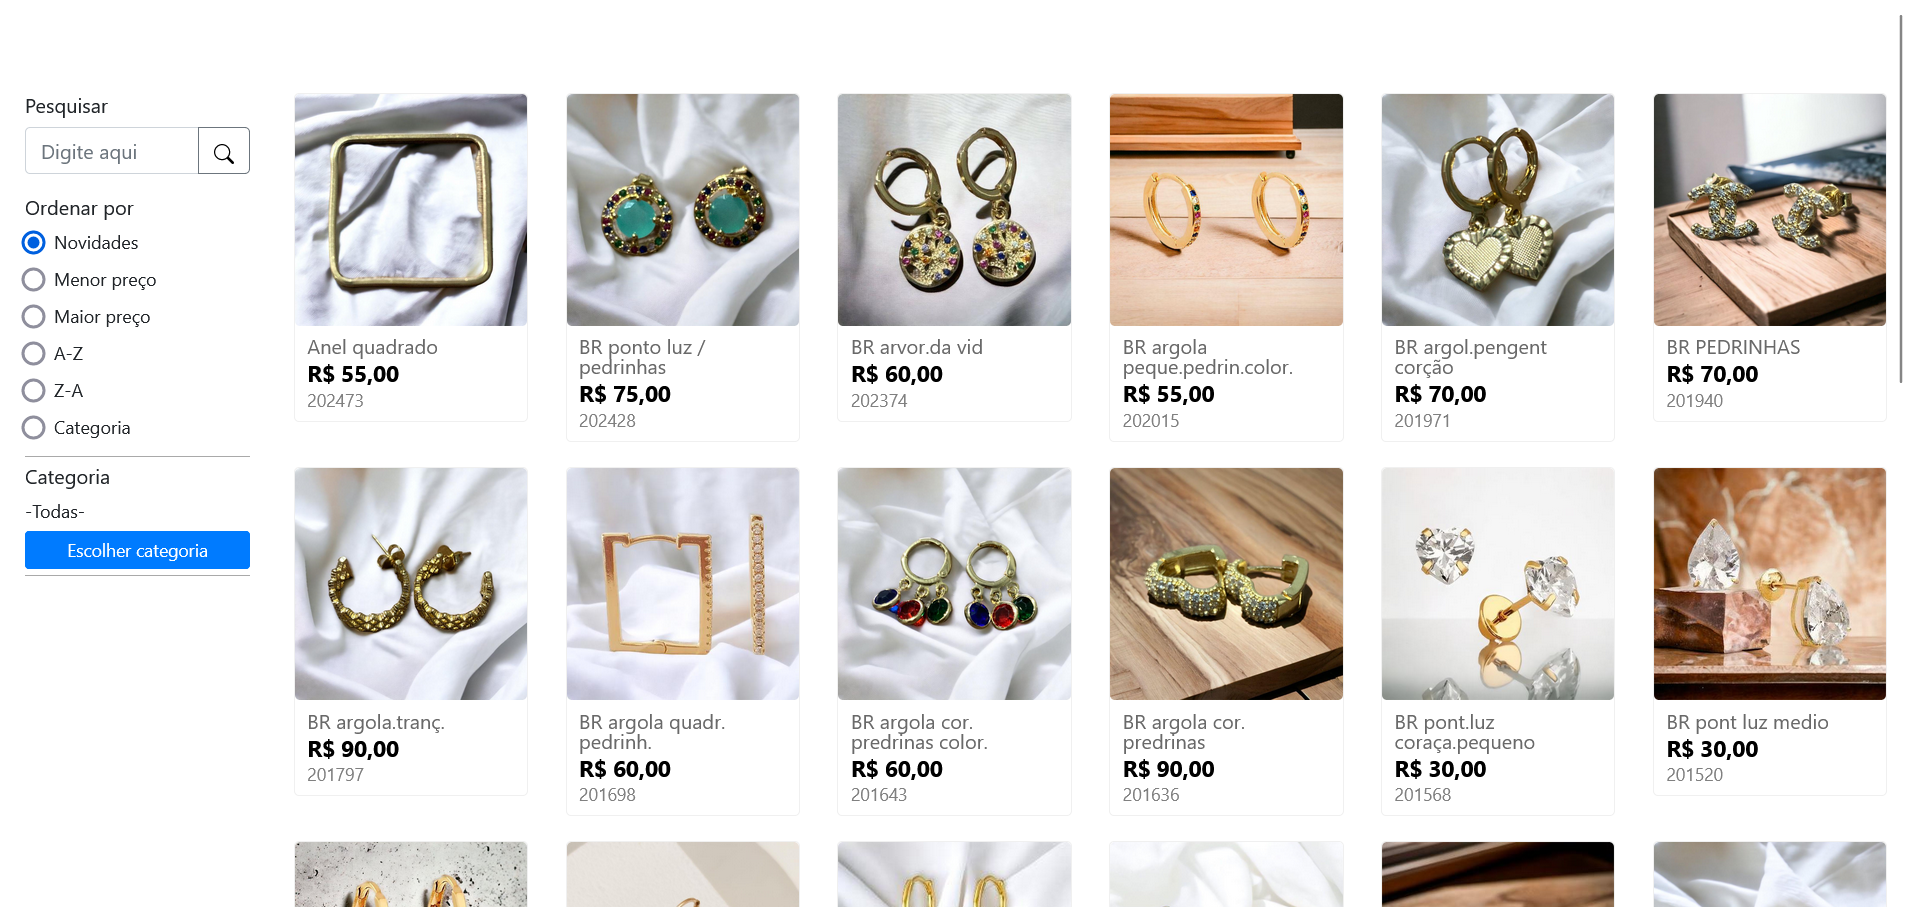 Pesquisar
Digite aqui
Ordenar por
Novidades
Menor preço
Maior preço
A-Z
Z-A
Categoria
Categoria
-Todas-
Escolher categoria
Anel quadrado
R$ 55,00
202473
BR ponto luz /
pedrinhas
R$ 75,00
202428
BR arvor.da vid
R$ 60,00
202374
BR argola
peque.pedrin.color.
R$ 55,00
202015
BR argol.pengent
corção
R$ 70,00
201971
BR PEDRINHAS
R$ 70,00
201940
BR argola.tranç.
R$ 90,00
201797
BR argola quadr.
pedrinh.
R$ 60,00
201698
BR argola cor.
predrinas color.
R$ 60,00
201643
BR argola cor.
predrinas
R$ 90,00
201636
BR pont.luz
coraça.pequeno
R$ 30,00
201568
BR pont luz medio
R$ 30,00
201520